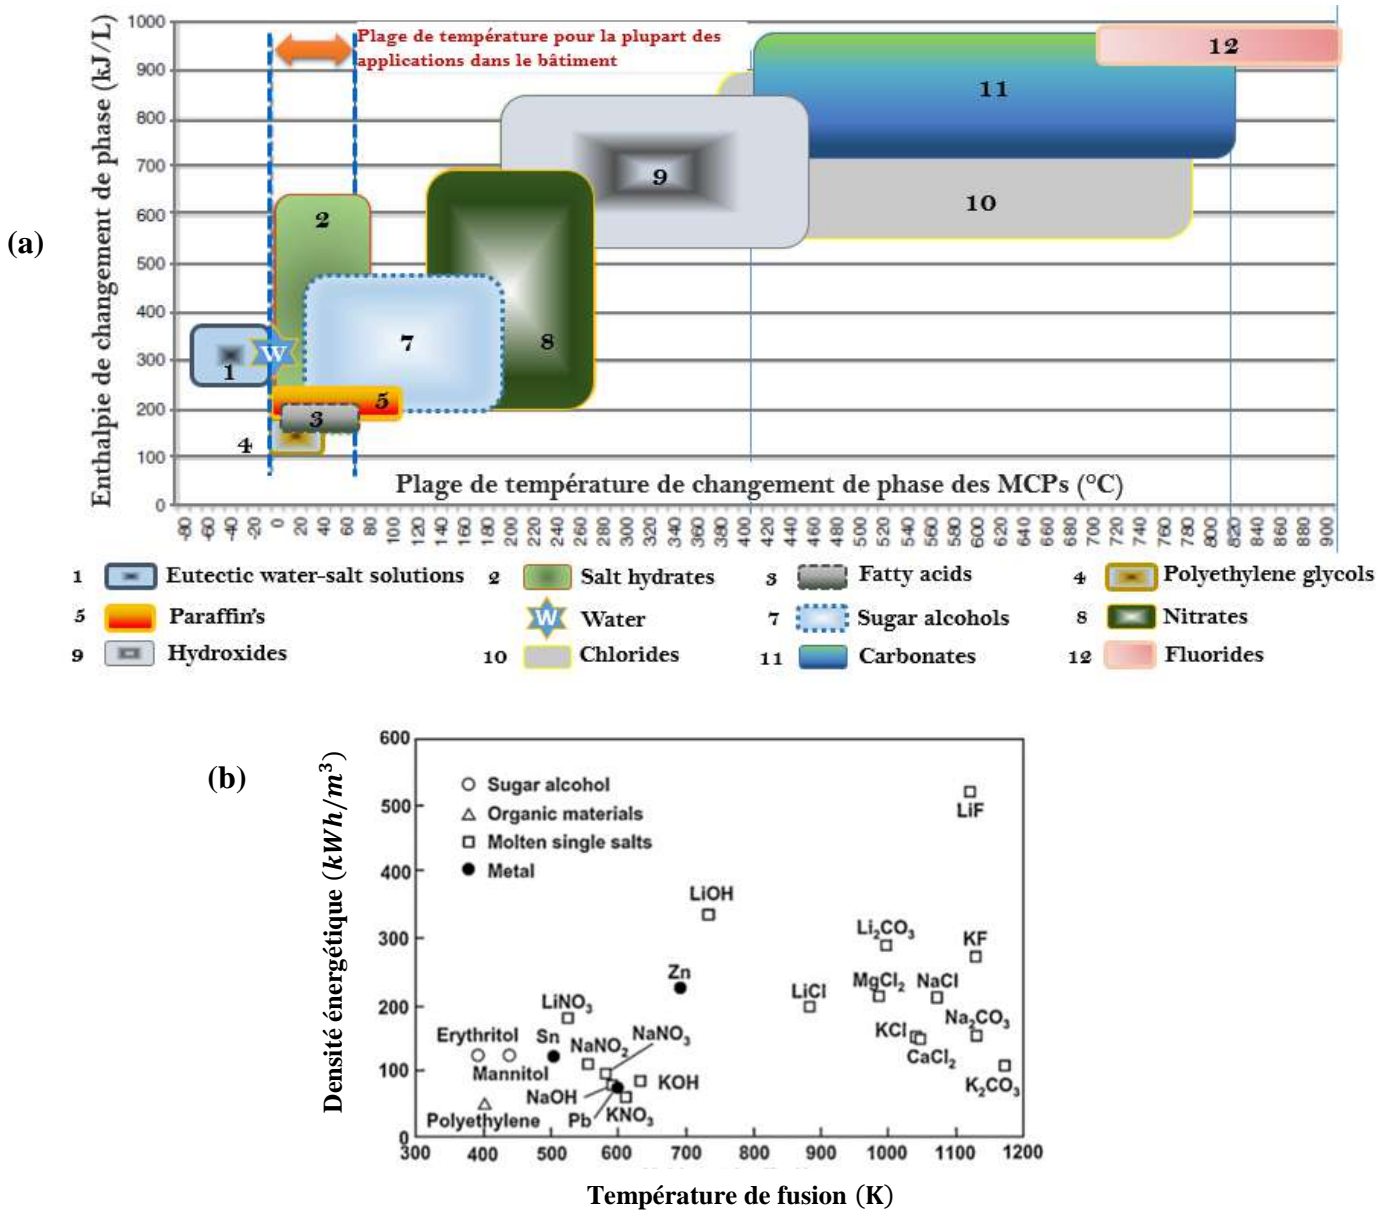 (a)
Enthalpie de changement de phase (kJ/L)
1000
900
800
700
600
500
400
300
200
100
0
Plage de température pour la plupart des
applications dans le bâtiment
12
11
10
9
2
8
7
W
1
5
3
4
Plage de température de changement de phase des MCPs (°C)
-80 -60 -40 -20 0 20 40 60 80 100 120 140 160 180 200 220 240 260 280 300 320 340 360 380 400 420 440 460 480 500 520 540 560 580 600 620 640 660 680 700 720 740 760 780 800 820 840 860 880 900
1 Eutectic water-salt solutions 2 Salt hydrates 3 Fatty acids 4 Polyethylene glycols
5 Paraffin's W Water 7 Sugar alcohols 8 Nitrates
9 Hydroxides 10 Chlorides 11 Carbonates 12 Fluorides
(b)
Densité énergétique (kWh/m³)
600
500
400
300
200
100
0
Sugar alcohol
Organic materials
Molten single salts
Metal
LiF
LiOH
Li₂CO₃
KF
Zn
LiCl
MgCl₂
NaCl
LiNO₃
Na₂CO₃
Erythritol
Sn
NaNO₂
NaNO₃
KCl
CaCl₂
Mannitol
KOH
K₂CO₃
NaOH
Polyethylene
Pb
KNO₃
300 400 500 600 700 800 900 1000 1100 1200
Température de fusion (K)